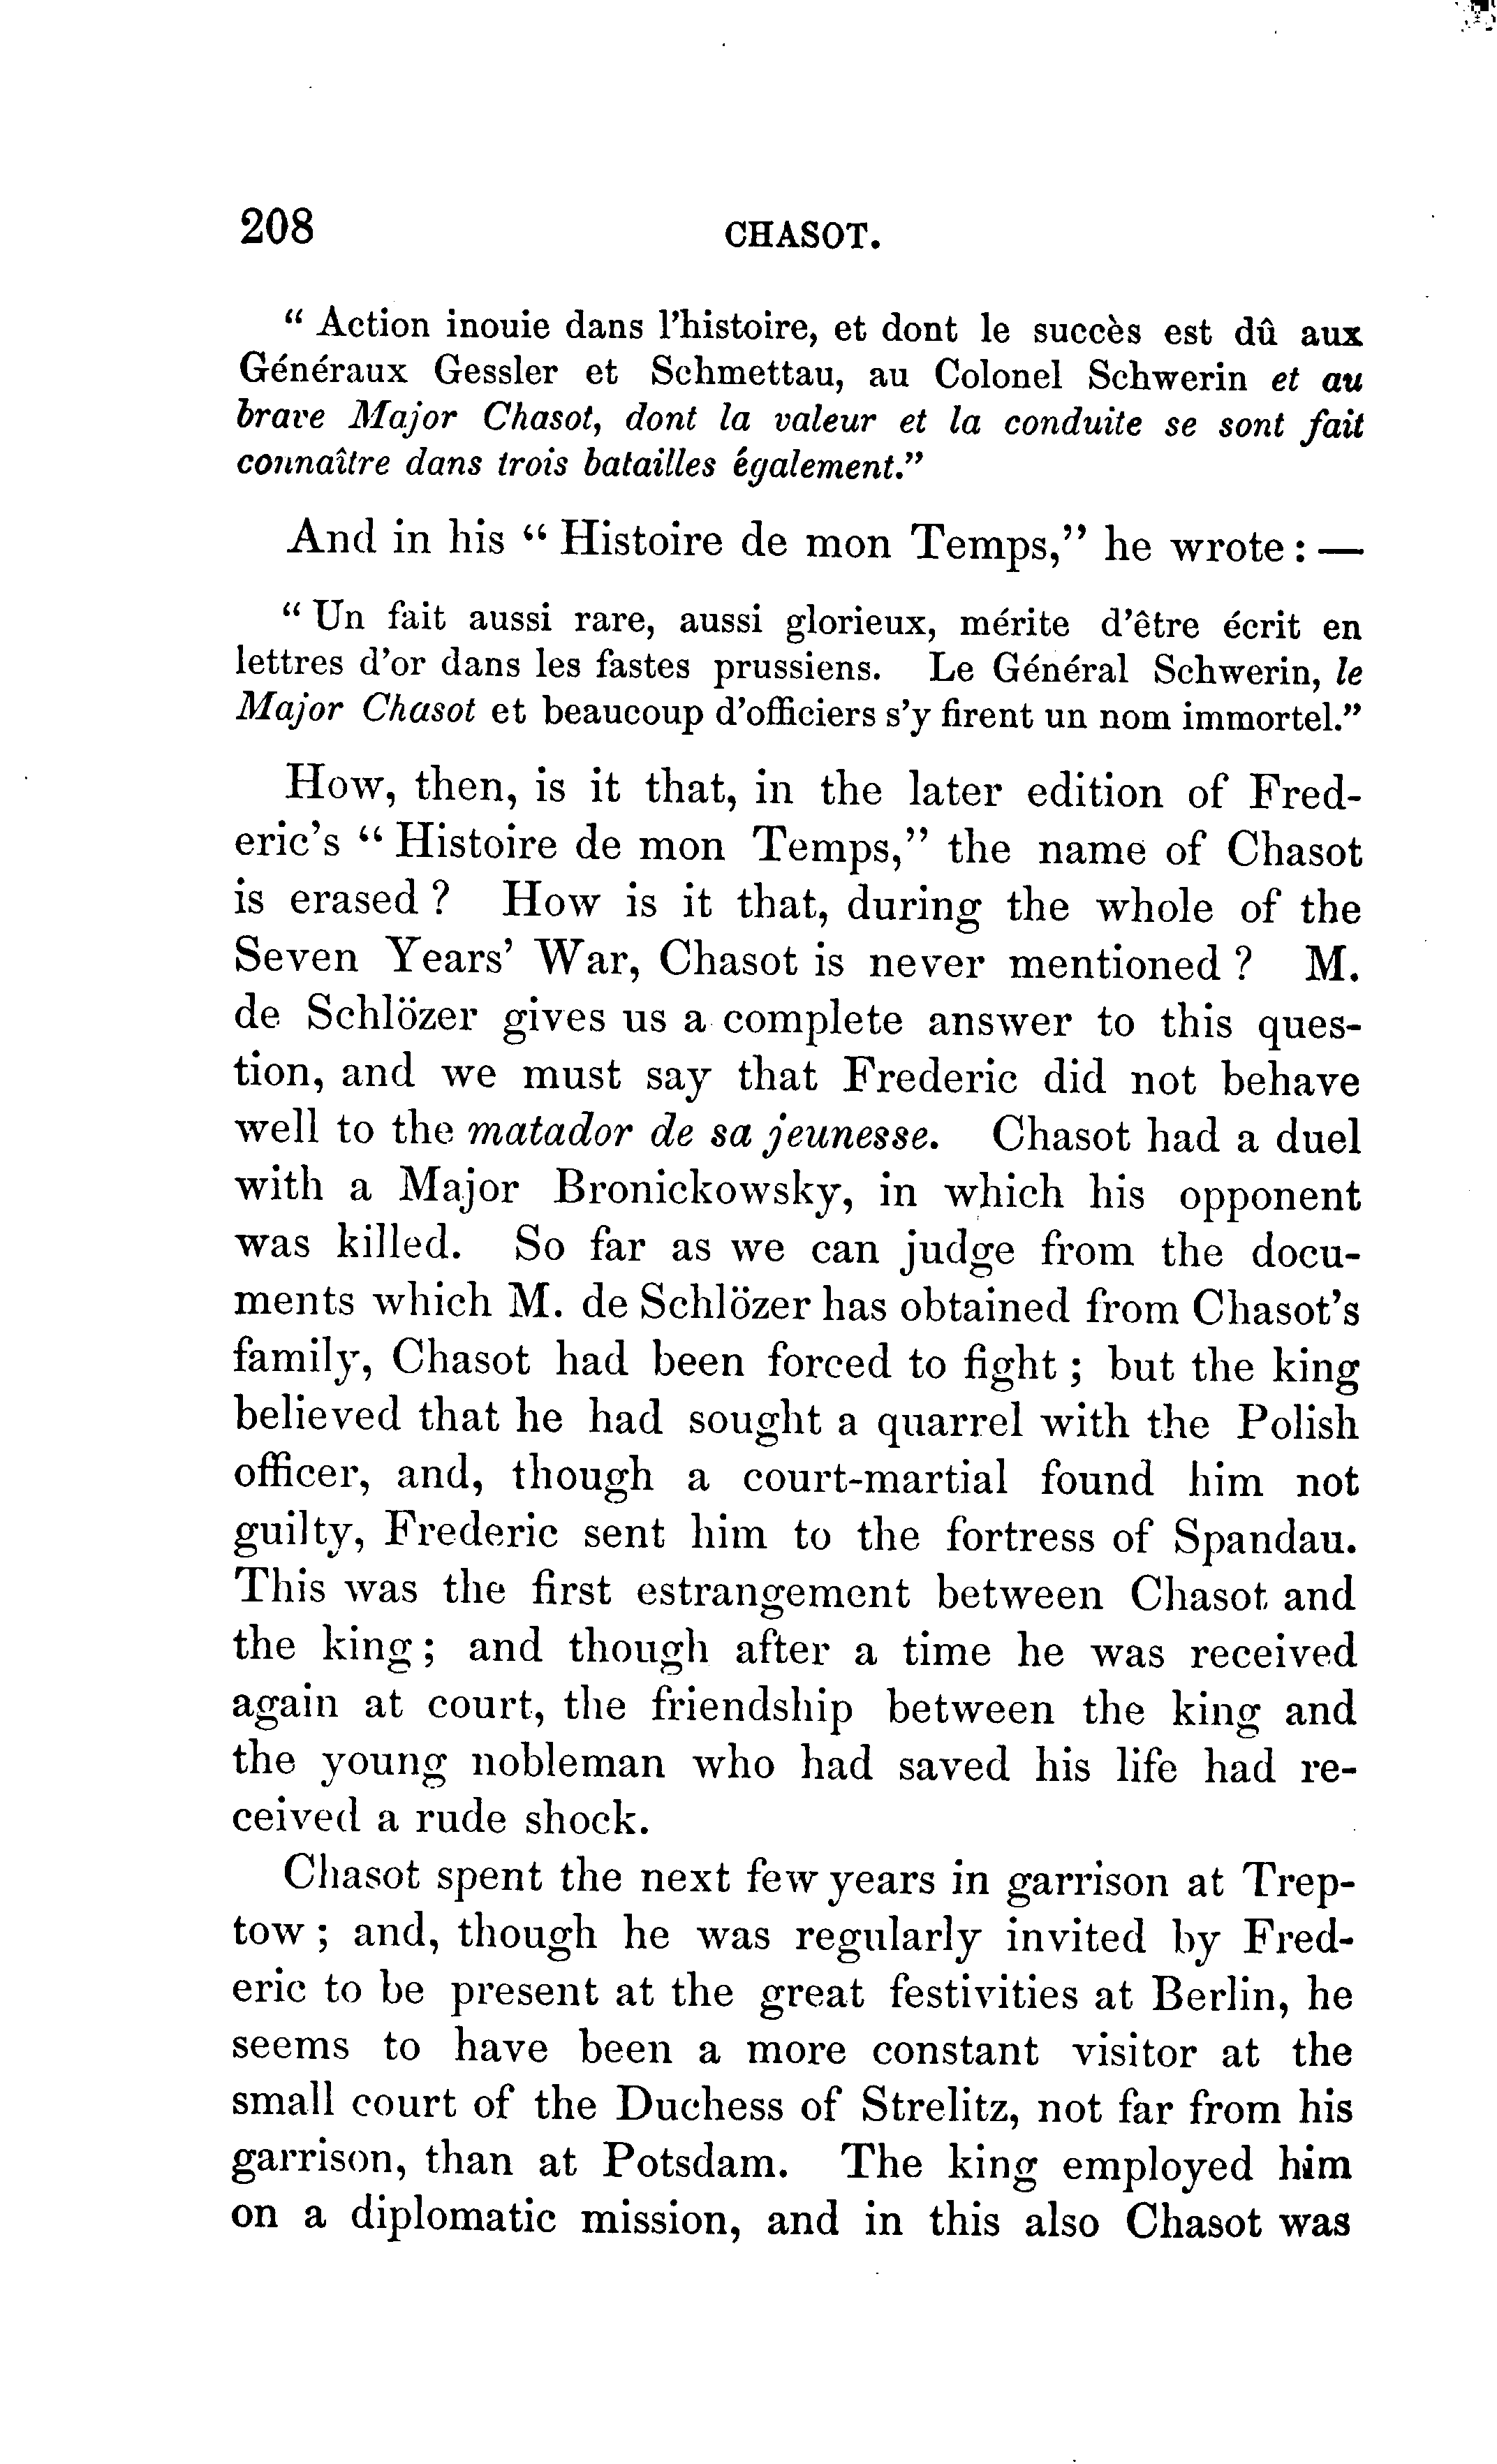 208 CHASOT.
“ Action inouie dans l'histoire, et dont le succès est dû aux
Généraux Gessler et Schmettau, au Colonel Schwerin et au
brave Major Chasot, dont la valeur et la conduite se sont fait
connaître dans trois batailles également.”
And in his “ Histoire de mon Temps,” he wrote : —
“ Un fait aussi rare, aussi glorieux, mérite d'être écrit en
lettres d'or dans les fastes prussiens. Le Général Schwerin, le
Major Chasot et beaucoup d'officiers s'y firent un nom immortel.”
How, then, is it that, in the later edition of Fred-
eric's “ Histoire de mon Temps,” the name of Chasot
is erased ? How is it that, during the whole of the
Seven Years' War, Chasot is never mentioned ? M.
de Schlözer gives us a complete answer to this ques-
tion, and we must say that Frederic did not behave
well to the matador de sa jeunesse. Chasot had a duel
with a Major Bronickowsky, in which his opponent
was killed. So far as we can judge from the docu-
ments which M. de Schlözer has obtained from Chasot's
family, Chasot had been forced to fight ; but the king
believed that he had sought a quarrel with the Polish
officer, and, though a court-martial found him not
guilty, Frederic sent him to the fortress of Spandau.
This was the first estrangement between Chasot and
the king ; and though after a time he was received
again at court, the friendship between the king and
the young nobleman who had saved his life had re-
ceived a rude shock.
Chasot spent the next few years in garrison at Trep-
tow ; and, though he was regularly invited by Fred-
eric to be present at the great festivities at Berlin, he
seems to have been a more constant visitor at the
small court of the Duchess of Strelitz, not far from his
garrison, than at Potsdam. The king employed him
on a diplomatic mission, and in this also Chasot was